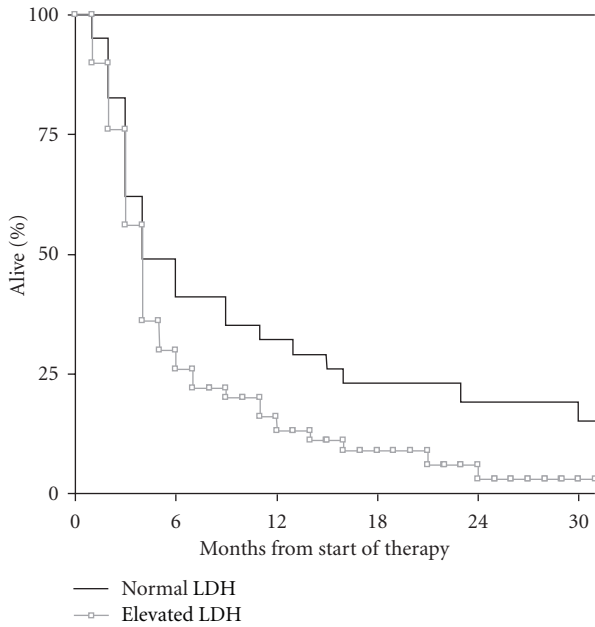 100
75
50
25
0
Alive (%)
0 6 12 18 24 30
Months from start of therapy
Normal LDH
Elevated LDH